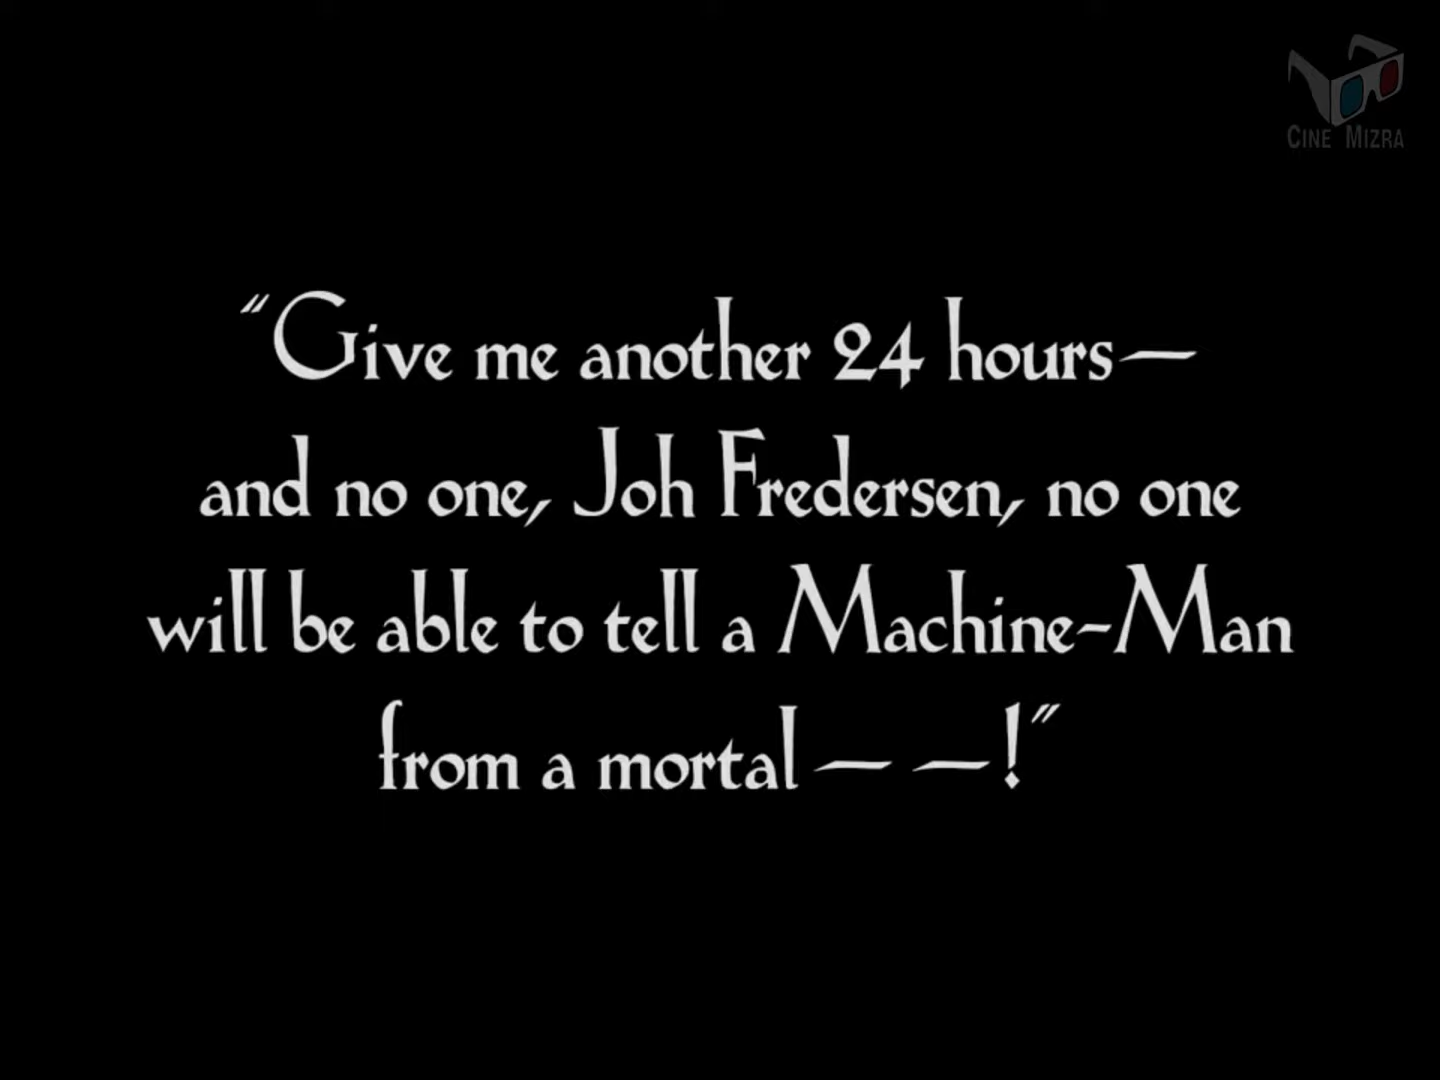 CINE MIZRA
"Give me another 24 hours—
and no one, Joh Fredersen, no one
will be able to tell a Machine-Man
from a mortal — —!"